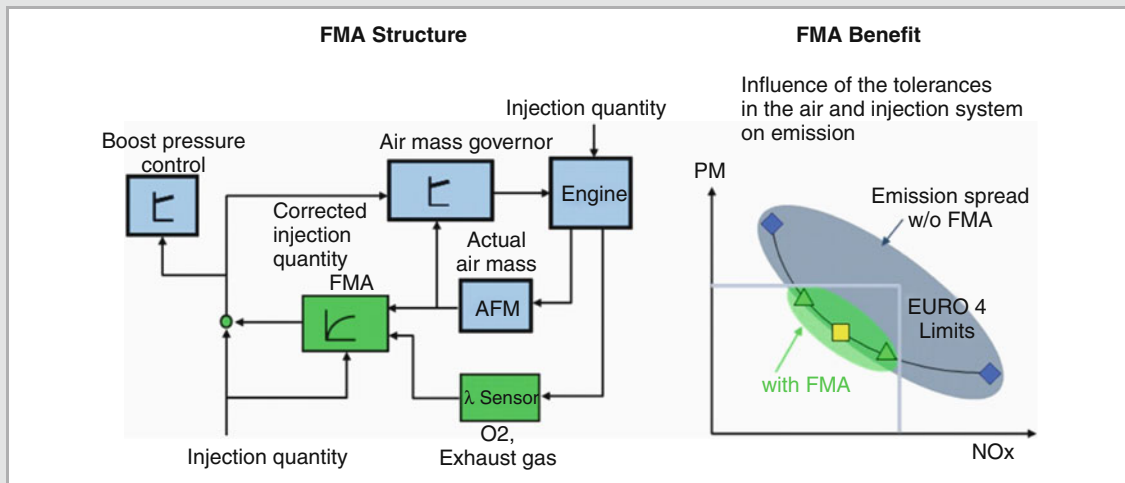 FMA Structure
FMA Benefit
Influence of the tolerances
in the air and injection system
on emission
Injection quantity
Boost pressure
control
Air mass governor
Engine
Corrected
injection
quantity
Actual
air mass
FMA
AFM
λ Sensor
O2,
Exhaust gas
Injection quantity
PM
Emission spread
w/o FMA
EURO 4
Limits
with FMA
NOx